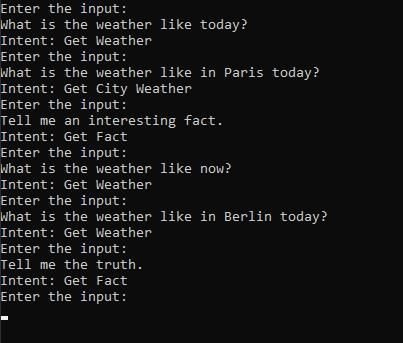 Enter the input:
What is the weather like today?
Intent: Get Weather
Enter the input:
What is the weather like in Paris today?
Intent: Get City Weather
Enter the input:
Tell me an interesting fact.
Intent: Get Fact
Enter the input:
What is the weather like now?
Intent: Get Weather
Enter the input:
What is the weather like in Berlin today?
Intent: Get Weather
Enter the input:
Tell me the truth.
Intent: Get Fact
Enter the input: